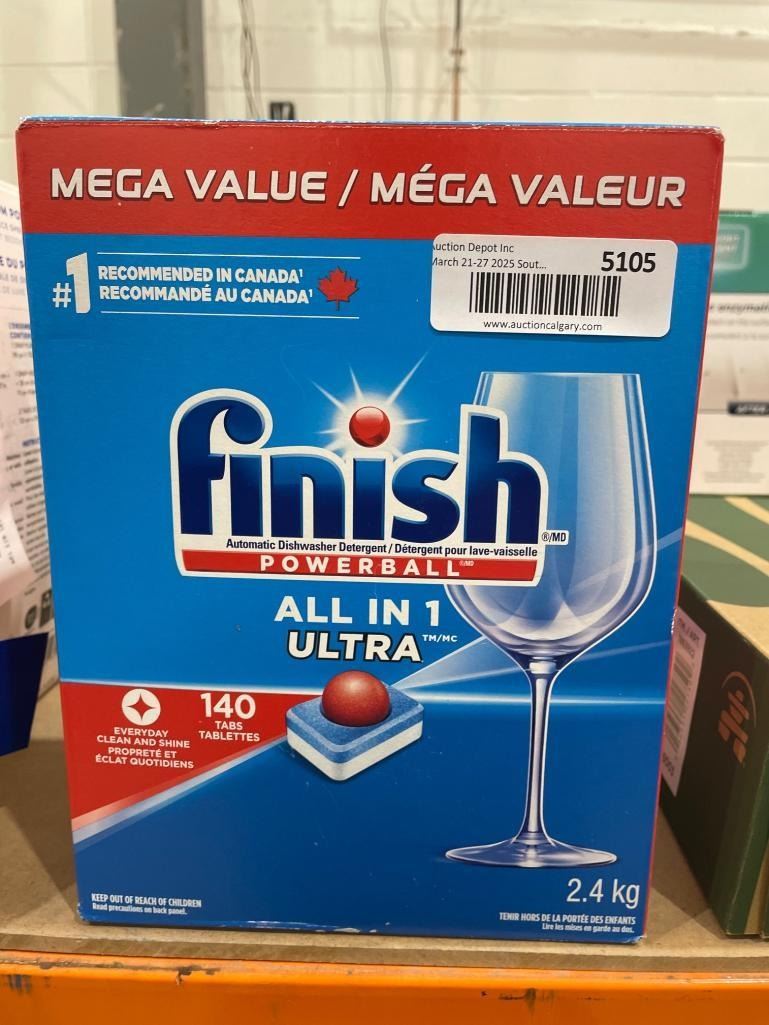 MEGA VALUE / MÉGA VALEUR
#1 RECOMMENDED IN CANADA¹
RECOMMANDÉ AU CANADA¹
uction Depot Inc
March 21-27 2025 Sout...
5105
www.auctioncalgary.com
finish ®/MD
Automatic Dishwasher Detergent / Détergent pour lave-vaisselle
POWERBALL ®/MD
ALL IN 1
ULTRA TM/MC
EVERYDAY
CLEAN AND SHINE
PROPRETÉ ET
ÉCLAT QUOTIDIENS
140
TABS
TABLETTES
2.4 kg
KEEP OUT OF REACH OF CHILDREN
Read precautions on back panel.
TENIR HORS DE LA PORTÉE DES ENFANTS
Lire les mises en garde au dos.